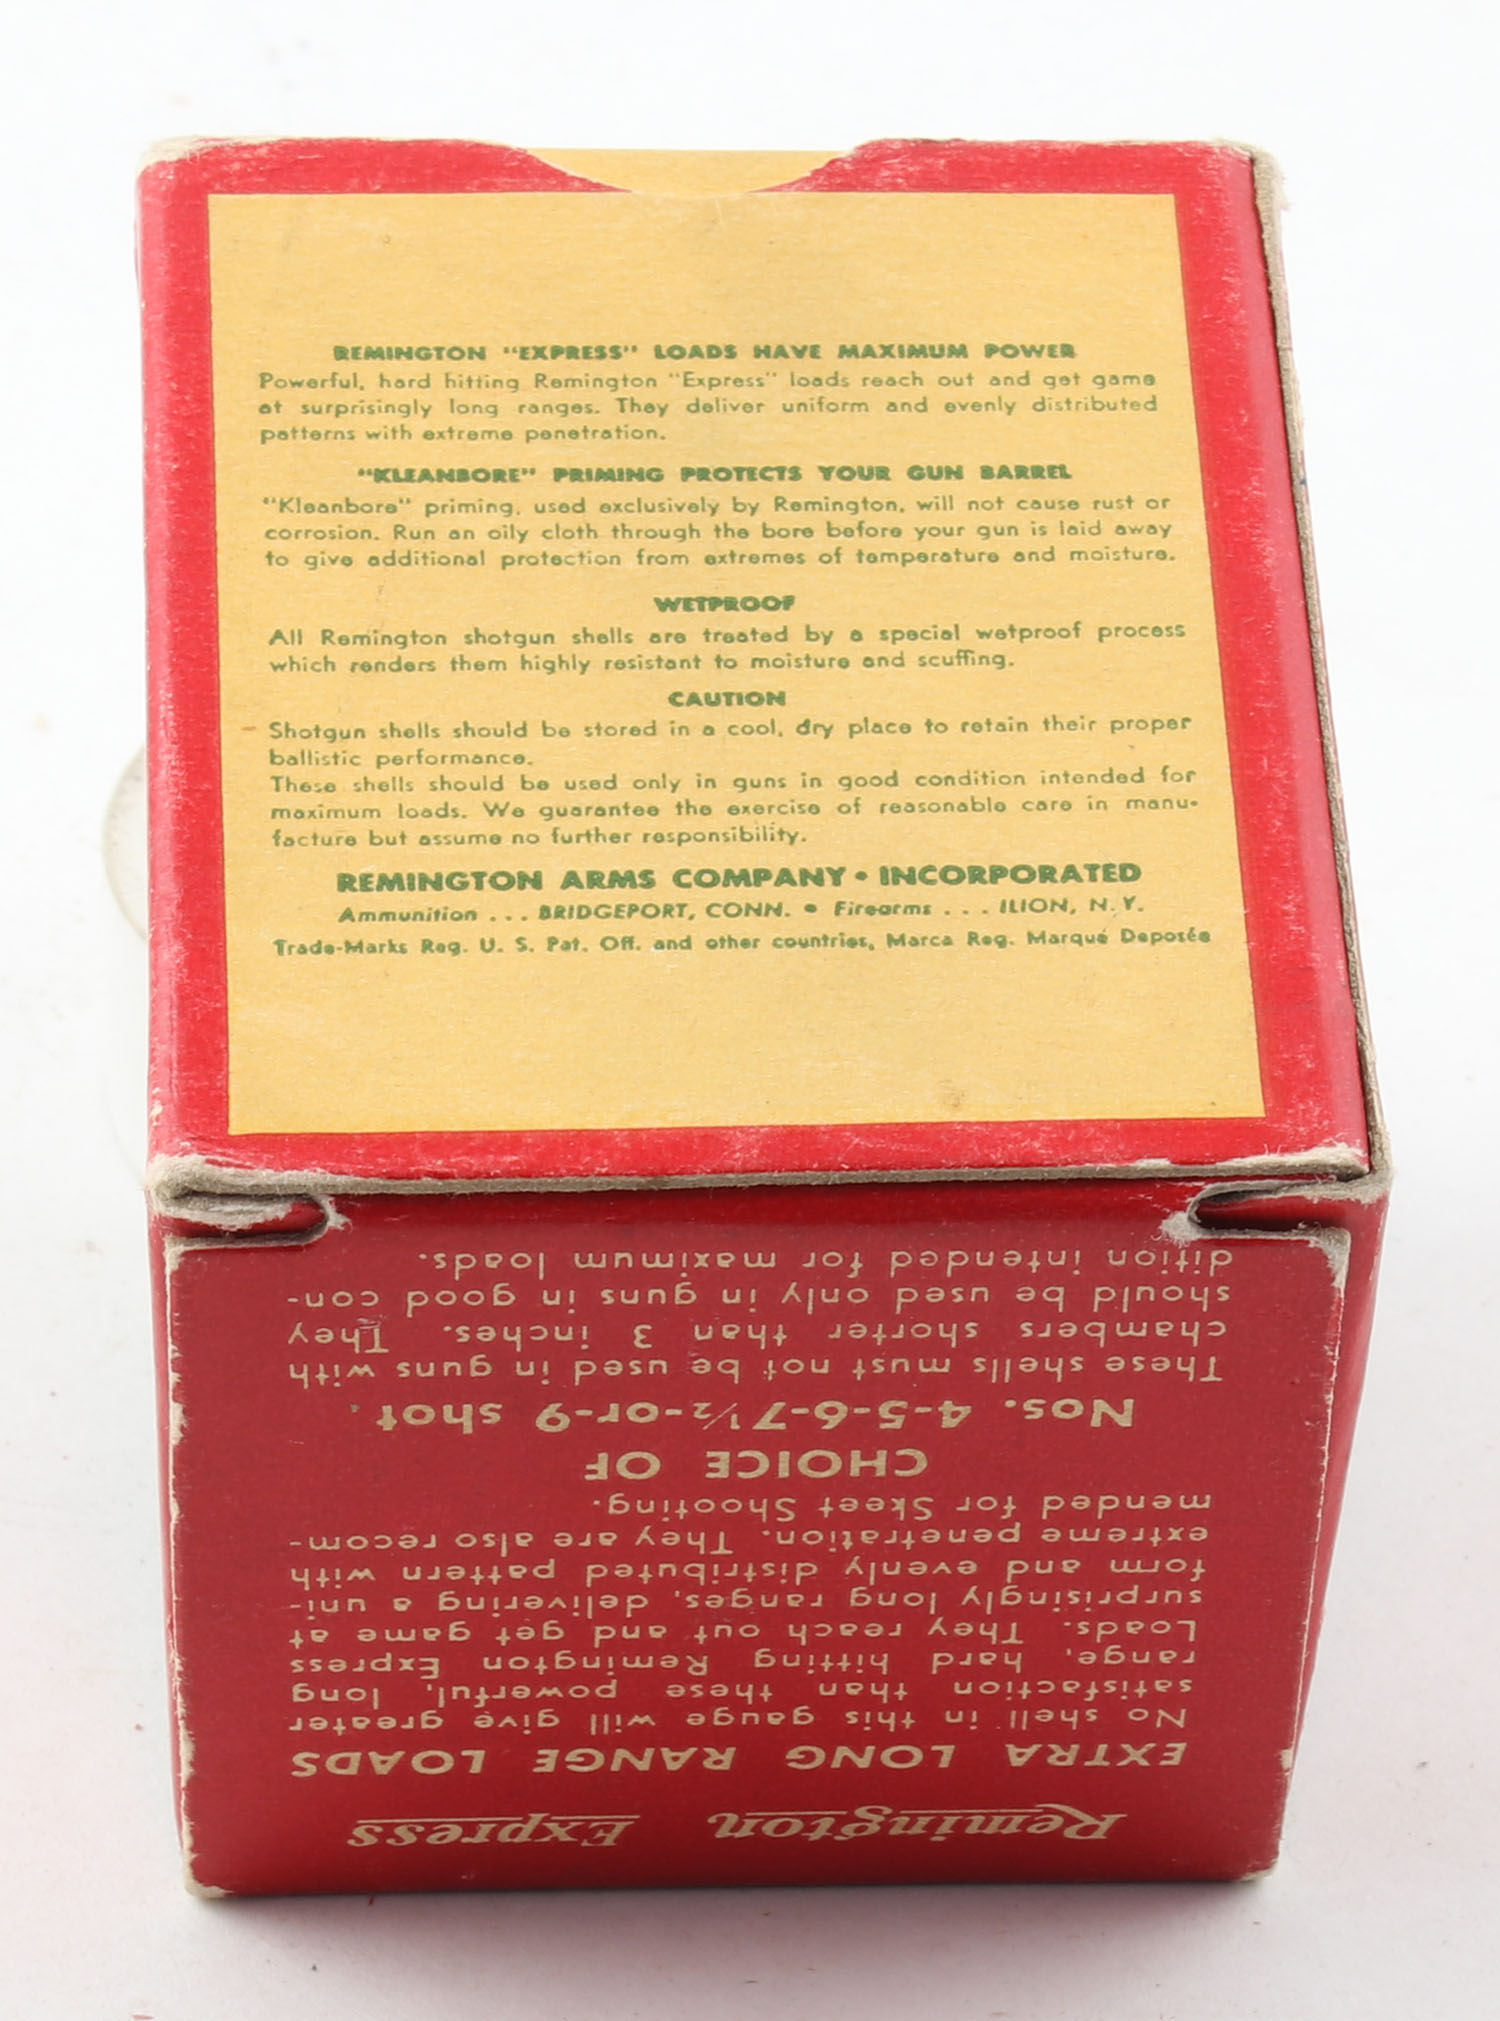 REMINGTON "EXPRESS" LOADS HAVE MAXIMUM POWER
Powerful, hard hitting Remington "Express" loads reach out and get game
at surprisingly long ranges. They deliver uniform and evenly distributed
patterns with extreme penetration.
"KLEANBORE" PRIMING PROTECTS YOUR GUN BARREL
"Kleanbore" priming, used exclusively by Remington, will not cause rust or
corrosion. Run an oily cloth through the bore before your gun is laid away
to give additional protection from extremes of temperature and moisture.
WETPROOF
All Remington shotgun shells are treated by a special wetproof process
which renders them highly resistant to moisture and scuffing.
CAUTION
Shotgun shells should be stored in a cool, dry place to retain their proper
ballistic performance.
These shells should be used only in guns in good condition intended for
maximum loads. We guarantee the exercise of reasonable care in manu-
facture but assume no further responsibility.
REMINGTON ARMS COMPANY • INCORPORATED
Ammunition ... BRIDGEPORT, CONN. • Firearms ... ILION, N.Y.
Trade-Marks Reg. U. S. Pat. Off. and other countries, Marca Reg. Marqué Deposée
Remington Express
EXTRA LONG RANGE LOADS
No shell in this gauge will give greater
satisfaction than these powerful, long
range, hard hitting Remington Express
Loads. They reach out and get game at
surprisingly long ranges, delivering a uni-
form and evenly distributed pattern with
extreme penetration. They are also recom-
mended for Skeet Shooting.
CHOICE OF
Nos. 4-5-6-7½-or-9 shot.
These shells must not be used in guns with
chambers shorter than 3 inches. They
should be used only in guns in good con-
dition intended for maximum loads.